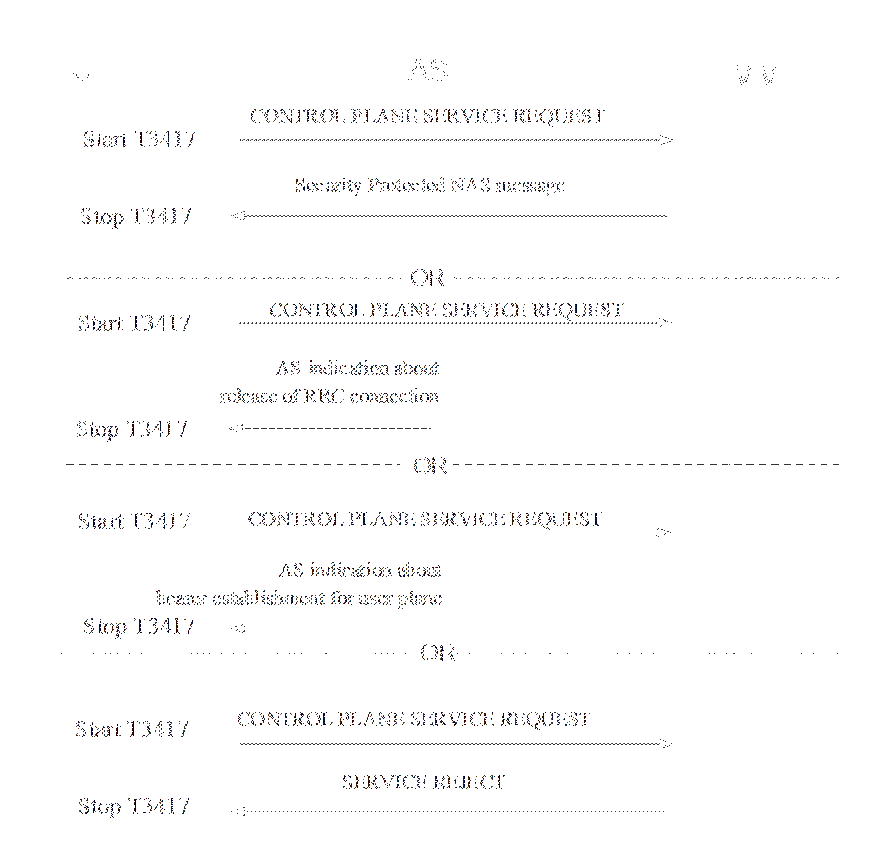 AS
CONTROL PLANE SERVICE REQUEST
Start T3417
Security Protected NAS message
Stop T3417
OR
CONTROL PLANE SERVICE REQUEST
Start T3417
AS indication about
release of RRC connection
Stop T3417
OR
Start T3417 CONTROL PLANE SERVICE REQUEST
AS indication about
bearer establishment for user plane
Stop T3417
OR
CONTROL PLANE SERVICE REQUEST
Start T3417
SERVICE REJECT
Stop T3417